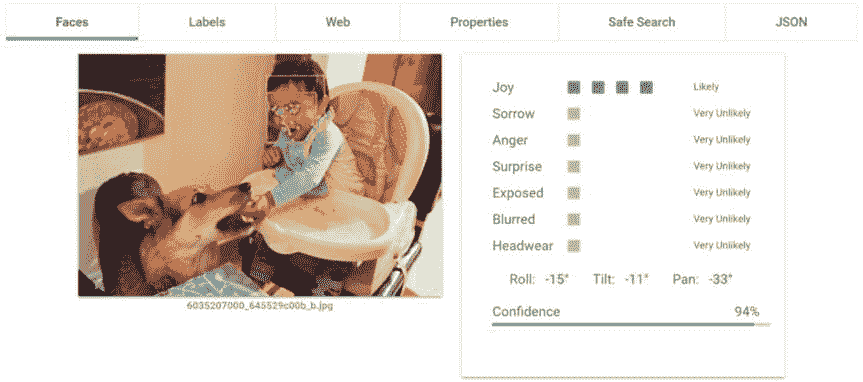 Faces Labels Web Properties Safe Search JSON
Joy Likely
Sorrow Very Unlikely
Anger Very Unlikely
Surprise Very Unlikely
Exposed Very Unlikely
Blurred Very Unlikely
Headwear Very Unlikely
Roll: -15° Tilt: -11° Pan: -33°
6035207000_645529c00b_b.jpg
Confidence 94%